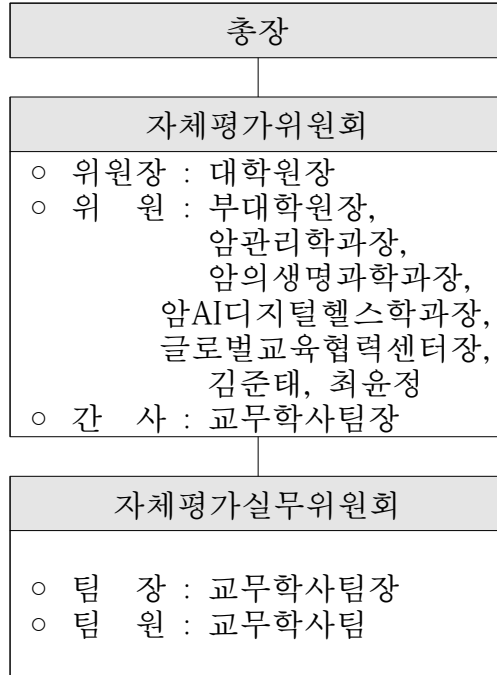 총장
자체평가위원회
○ 위원장 : 대학원장
○ 위 원 : 부대학원장,
암관리학과장,
암의생명과학과장,
암AI디지털헬스학과장,
글로벌교육협력센터장,
김준태, 최윤정
○ 간 사 : 교무학사팀장
자체평가실무위원회
○ 팀 장 : 교무학사팀장
○ 팀 원 : 교무학사팀